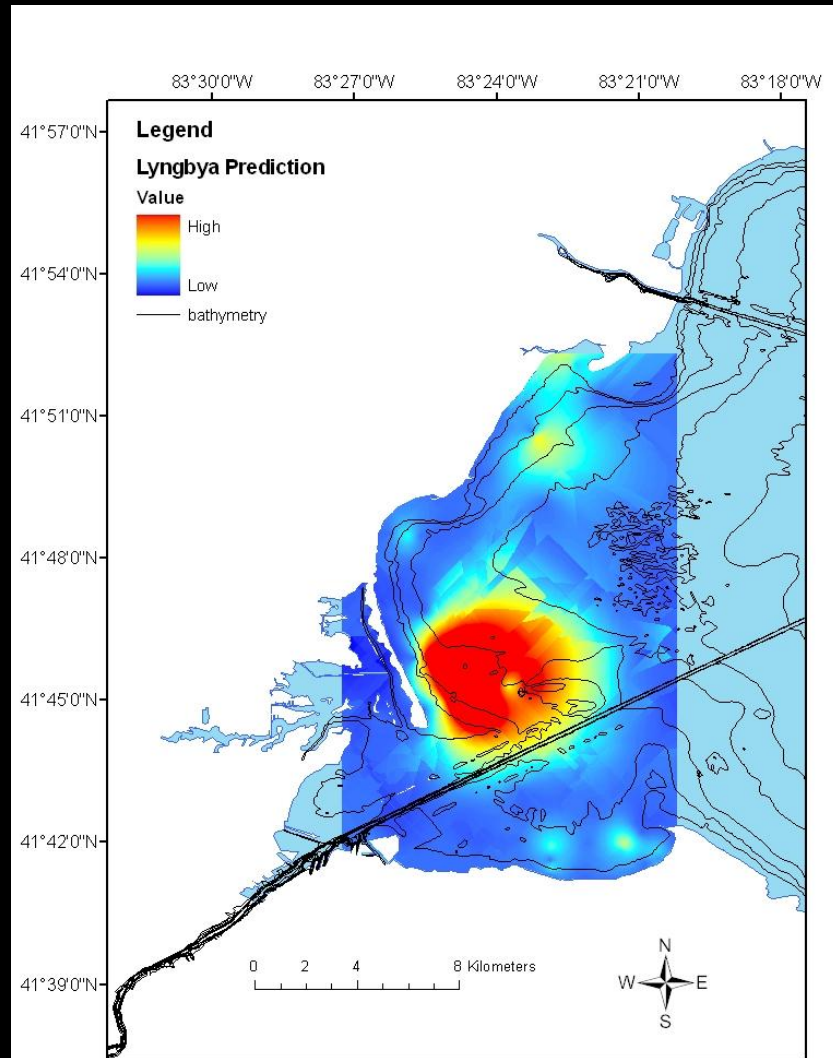 83°30'0"W 83°27'0"W 83°24'0"W 83°21'0"W 83°18'0"W
41°57'0"N
Legend
Lyngbya Prediction
Value
High
Low
bathymetry
41°54'0"N
41°51'0"N
41°48'0"N
41°45'0"N
41°42'0"N
41°39'0"N
0 2 4 8 Kilometers
N
W E
S